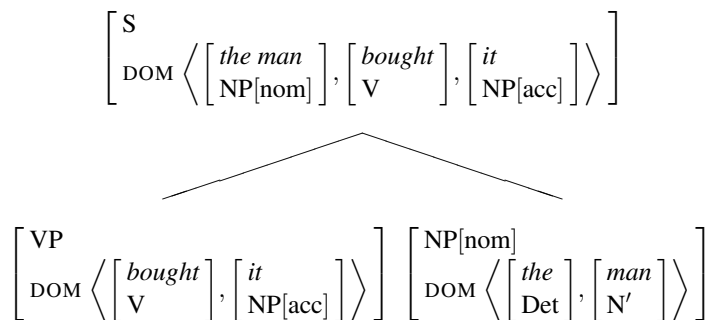 S
DOM ⟨[the man NP[nom]], [bought V], [it NP[acc]]⟩
VP
DOM ⟨[bought V], [it NP[acc]]⟩
NP[nom]
DOM ⟨[the Det], [man N′]⟩